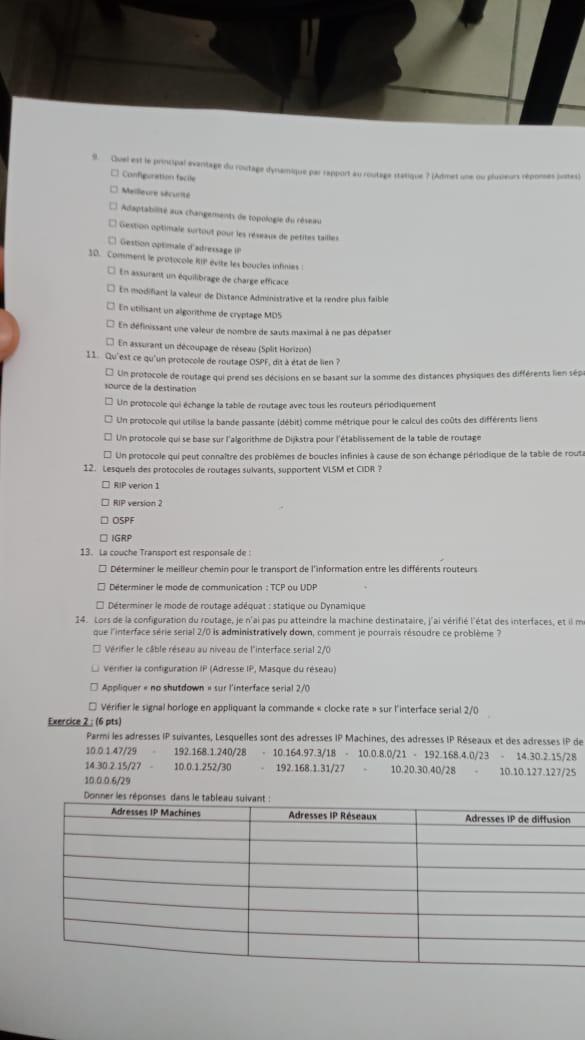 9. Quel est le principal avantage du routage dynamique par rapport au routage statique ? (Admet une ou plusieurs réponses justes)
☐ Configuration facile
☐ Meilleure sécurité
☐ Adaptabilité aux changements de topologie du réseau
☐ Gestion optimale surtout pour les réseaux de petites tailles
☐ Gestion optimale d'adressage IP
10. Comment le protocole RIP évite les boucles infinies :
☐ En assurant un équilibrage de charge efficace
☐ En modifiant la valeur de Distance Administrative et la rendre plus faible
☐ En utilisant un algorithme de cryptage MD5
☐ En définissant une valeur de nombre de sauts maximal à ne pas dépatser
☐ En assurant un découpage de réseau (Split Horizon)
11. Qu'est ce qu'un protocole de routage OSPF, dit à état de lien ?
☐ Un protocole de routage qui prend ses décisions en se basant sur la somme des distances physiques des différents lien sépa
source de la destination
☐ Un protocole qui échange la table de routage avec tous les routeurs périodiquement
☐ Un protocole qui utilise la bande passante (débit) comme métrique pour le calcul des coûts des différents liens
☐ Un protocole qui se base sur l'algorithme de Dijkstra pour l'établissement de la table de routage
☐ Un protocole qui peut connaître des problèmes de boucles infinies à cause de son échange périodique de la table de routa
12. Lesquels des protocoles de routages suivants, supportent VLSM et CIDR ?
☐ RIP verion 1
☐ RIP version 2
☐ OSPF
☐ IGRP
13. La couche Transport est responsale de :
☐ Déterminer le meilleur chemin pour le transport de l'information entre les différents routeurs
☐ Déterminer le mode de communication : TCP ou UDP
☐ Déterminer le mode de routage adéquat : statique ou Dynamique
14. Lors de la configuration du routage, je n'ai pas pu atteindre la machine destinataire, j'ai vérifié l'état des interfaces, et il m
que l'interface série serial 2/0 is administratively down, comment je pourrais résoudre ce problème ?
☐ Vérifier le câble réseau au niveau de l'interface serial 2/0
☐ Vérifier la configuration IP (Adresse IP, Masque du réseau)
☐ Appliquer « no shutdown » sur l'interface serial 2/0
☐ Vérifier le signal horloge en appliquant la commande « clocke rate » sur l'interface serial 2/0
Exercice 2 : (6 pts)
Parmi les adresses IP suivantes, Lesquelles sont des adresses IP Machines, des adresses IP Réseaux et des adresses IP de
10.0.1.47/29 - 192.168.1.240/28 - 10.164.97.3/18 - 10.0.8.0/21 - 192.168.4.0/23 - 14.30.2.15/28
14.30.2.15/27 - 10.0.1.252/30 - 192.168.1.31/27 - 10.20.30.40/28 - 10.10.127.127/25
10.0.0.6/29
Donner les réponses dans le tableau suivant :
Adresses IP Machines Adresses IP Réseaux Adresses IP de diffusion